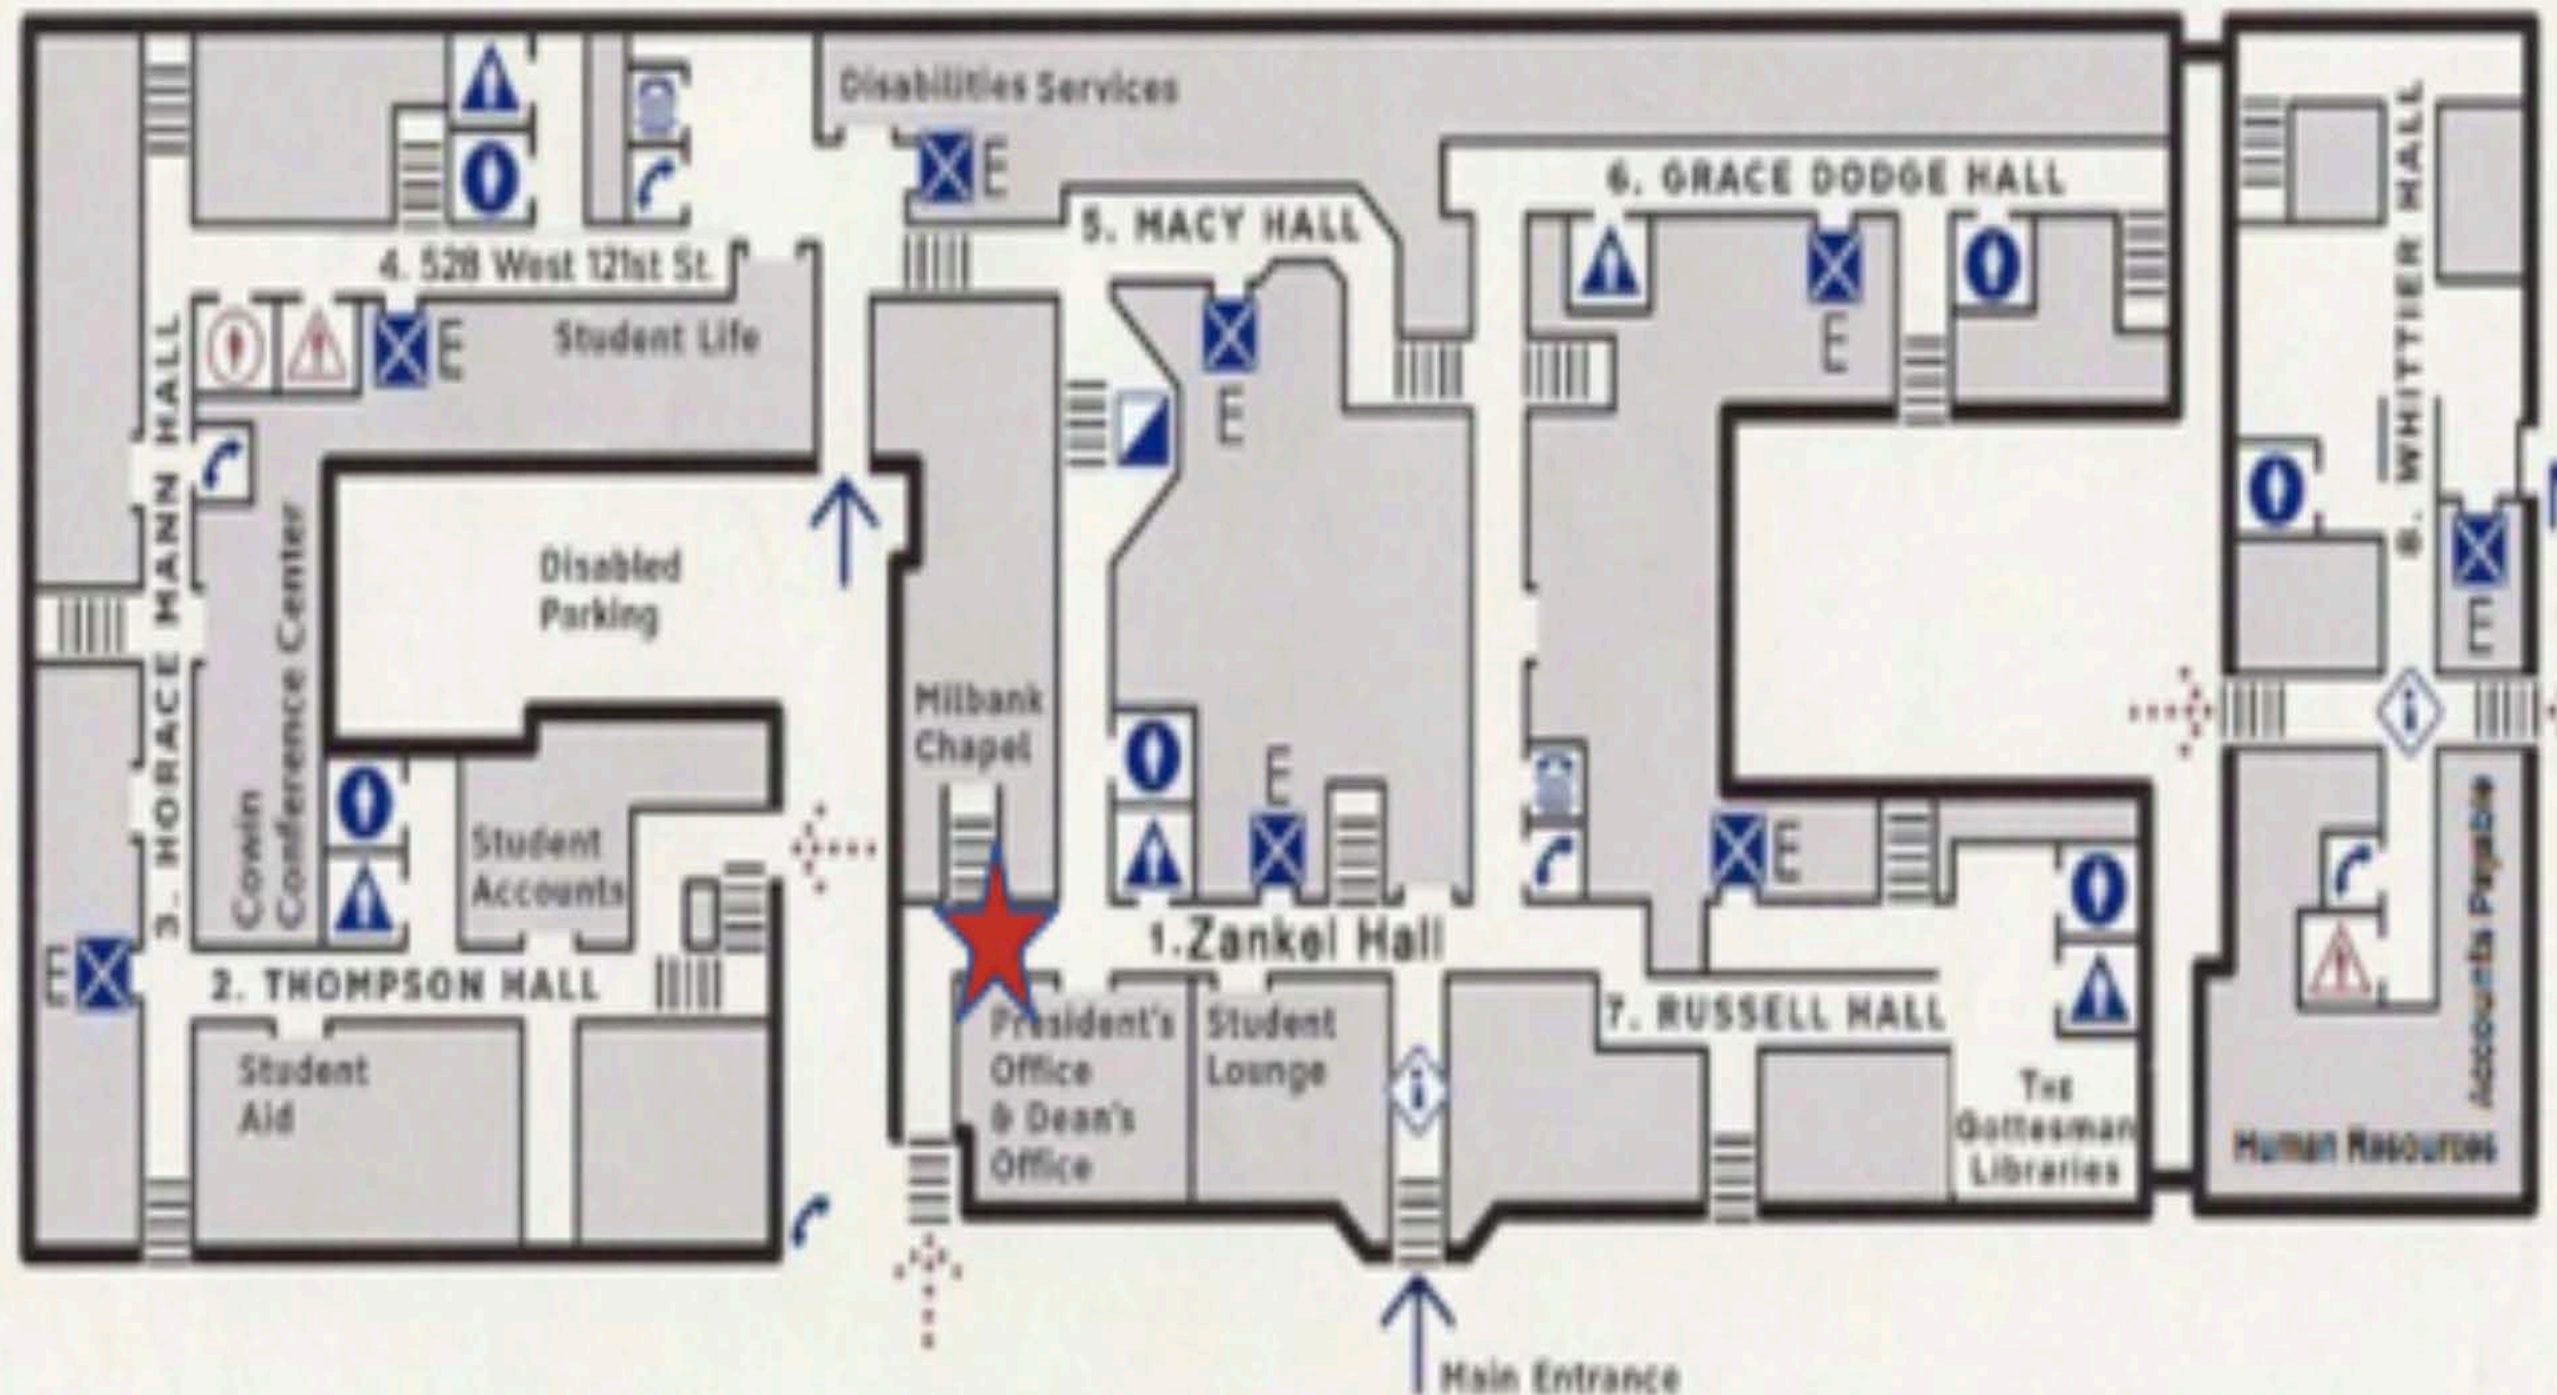 Disabilities Services
E
6. GRACE DODGE HALL
5. MACY HALL
4. 528 West 121st St.
E
Student Life
E
E
8. WHITTIER HALL
E
3. HORACE MANN HALL
Cowin
Conference Center
Disabled
Parking
Milbank
Chapel
E
Student
Accounts
E
E
2. THOMPSON HALL
1.Zankel Hall
President's
Office
& Dean's
Office
Student
Lounge
7. RUSSELL HALL
Student
Aid
THE
Gottesman
Libraries
Accounts Payable
Human Resources
i
i
Main Entrance